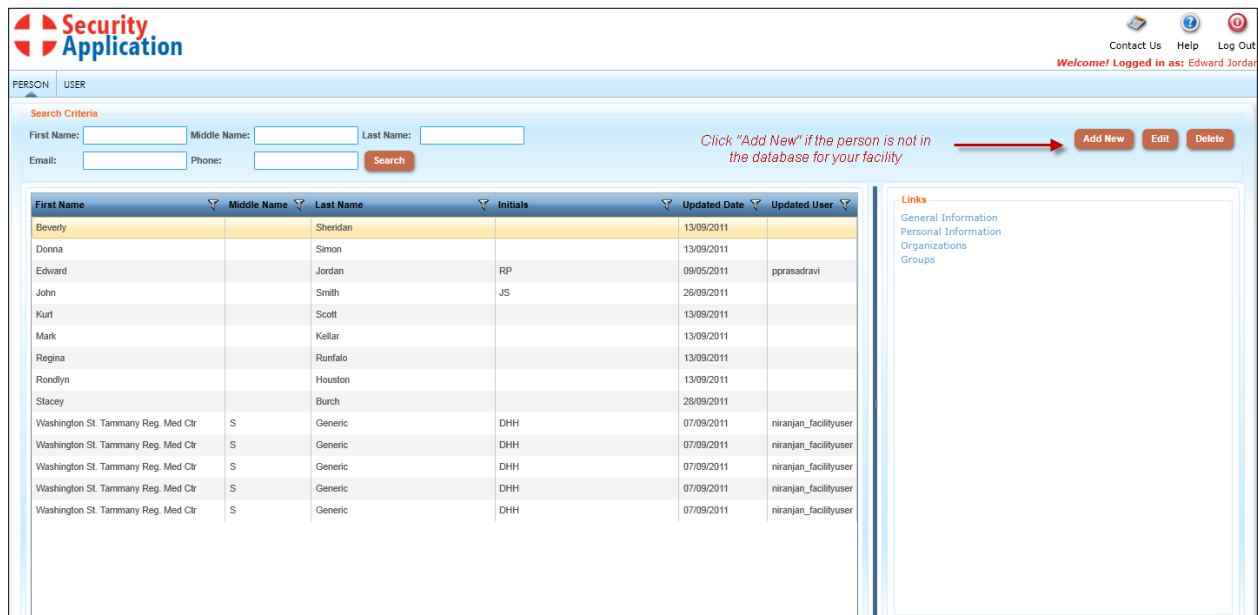 Security
Application
Contact Us Help Log Out
Welcome! Logged in as: Edward Jordan
PERSON USER
Search Criteria
First Name: Middle Name: Last Name:
Email: Phone: Search
Click "Add New" if the person is not in
the database for your facility
Add New Edit Delete
First Name Middle Name Last Name Initials Updated Date Updated User
Beverly Sheridan 13/09/2011
Donna Simon 13/09/2011
Edward Jordan RP 09/05/2011 pprasadravi
John Smith JS 26/09/2011
Kurt Scott 13/09/2011
Mark Kellar 13/09/2011
Regina Runfalo 13/09/2011
Rondlyn Houston 13/09/2011
Stacey Burch 28/09/2011
Washington St. Tammany Reg. Med Ctr S Generic DHH 07/09/2011 niranjan_facilityuser
Washington St. Tammany Reg. Med Ctr S Generic DHH 07/09/2011 niranjan_facilityuser
Washington St. Tammany Reg. Med Ctr S Generic DHH 07/09/2011 niranjan_facilityuser
Washington St. Tammany Reg. Med Ctr S Generic DHH 07/09/2011 niranjan_facilityuser
Washington St. Tammany Reg. Med Ctr S Generic DHH 07/09/2011 niranjan_facilityuser
Links
General Information
Personal Information
Organizations
Groups